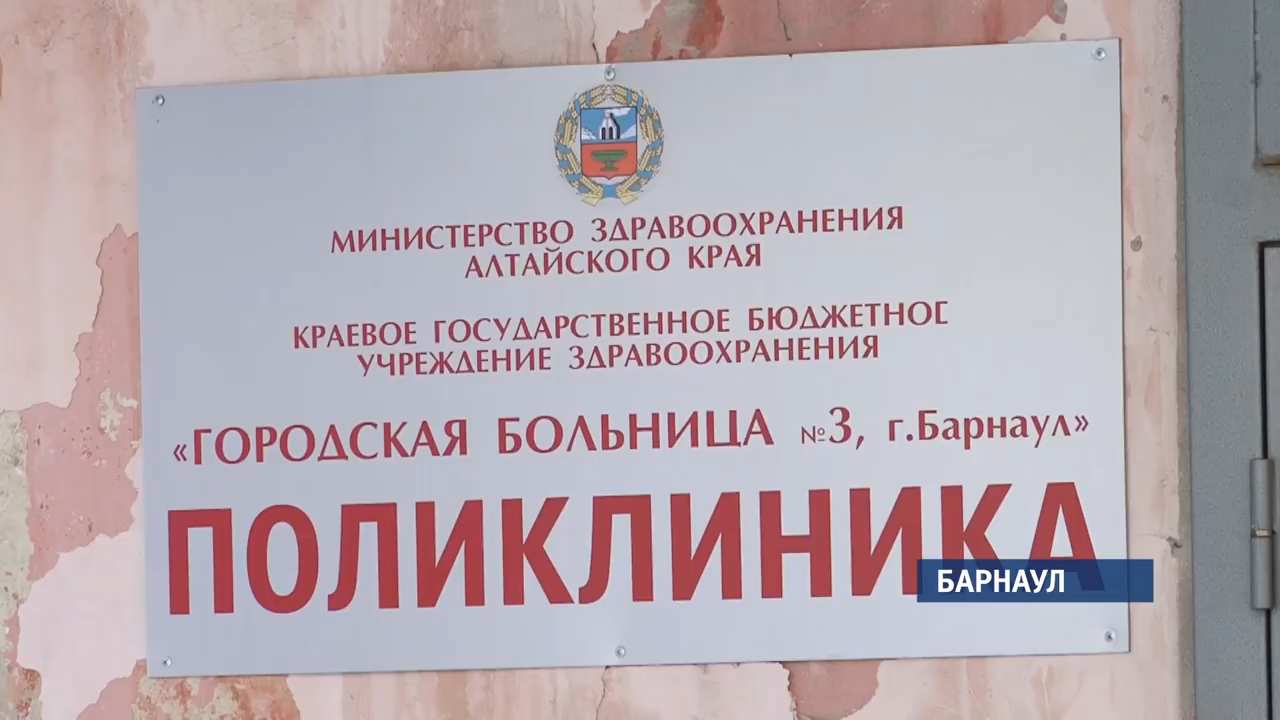 МИНИСТЕРСТВО ЗДРАВООХРАНЕНИЯ
АЛТАЙСКОГО КРАЯ
КРАЕВОЕ ГОСУДАРСТВЕННОЕ БЮДЖЕТНОЕ
УЧРЕЖДЕНИЕ ЗДРАВООХРАНЕНИЯ
«ГОРОДСКАЯ БОЛЬНИЦА №3, г.Барнаул»
ПОЛИКЛИНИКА
БАРНАУЛ